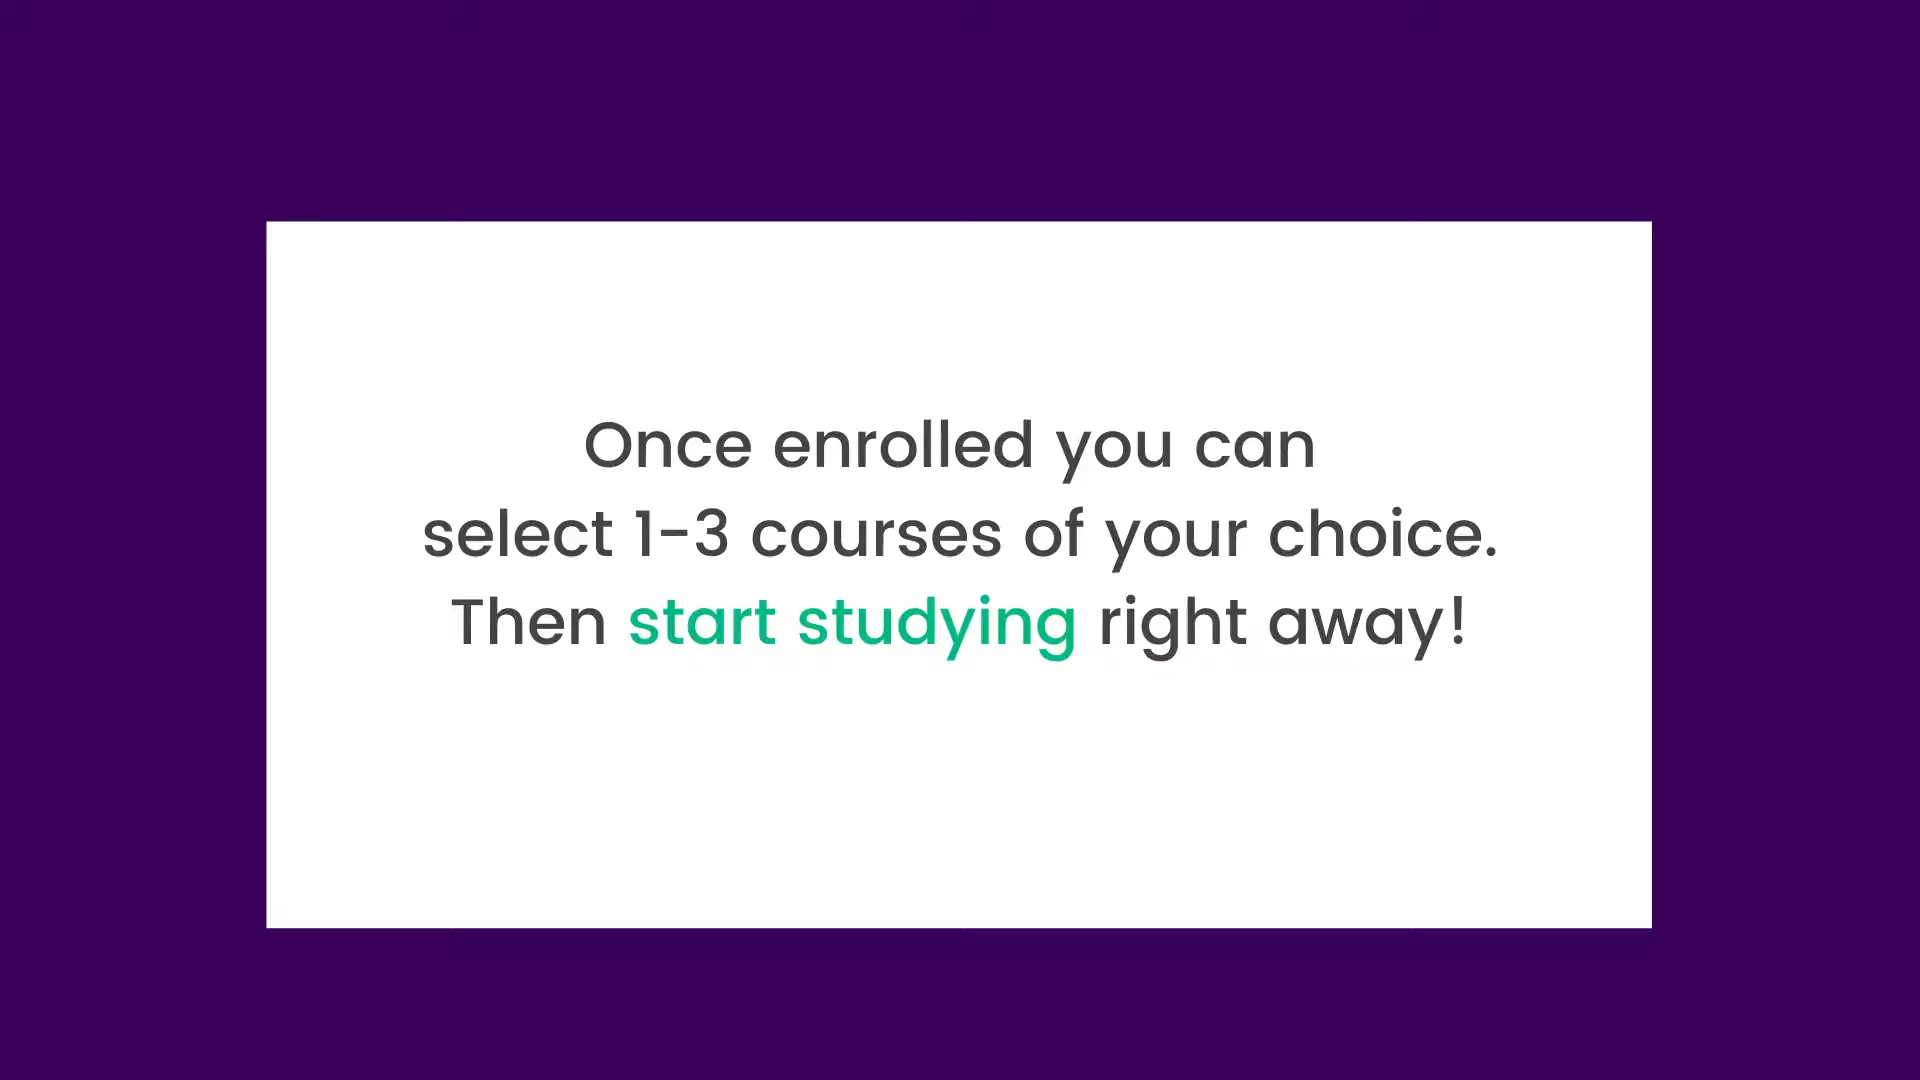 Once enrolled you can
select 1-3 courses of your choice.
Then start studying right away!